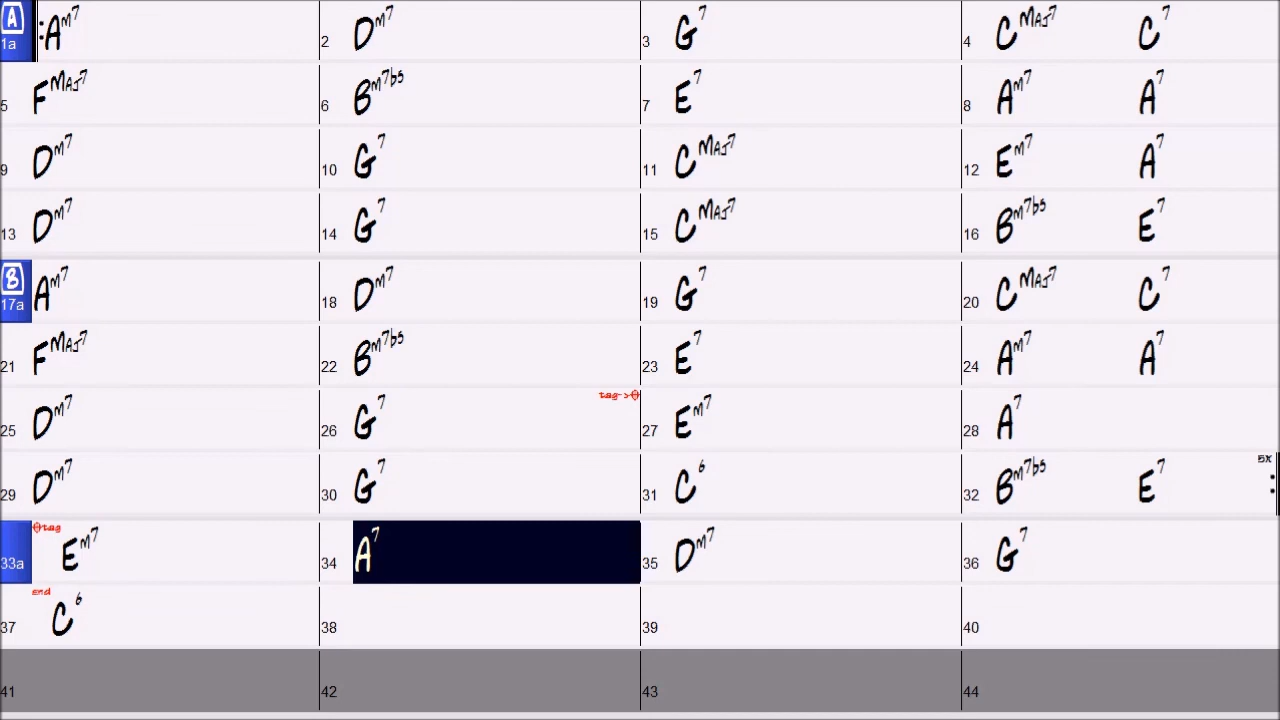 A 1a :Am7 2 Dm7 3 G7 4 CMaj7 C7
5 FMaj7 6 Bm7b5 7 E7 8 Am7 A7
9 Dm7 10 G7 11 CMaj7 12 Em7 A7
13 Dm7 14 G7 15 CMaj7 16 Bm7b5 E7
B 17a Am7 18 Dm7 19 G7 20 CMaj7 C7
21 FMaj7 22 Bm7b5 23 E7 24 Am7 A7
25 Dm7 26 G7 tag-> 27 Em7 28 A7
29 Dm7 30 G7 31 C6 32 Bm7b5 E7 5x :
33a tag Em7 34 A7 35 Dm7 36 G7
37 End C6 38 39 40
41 42 43 44